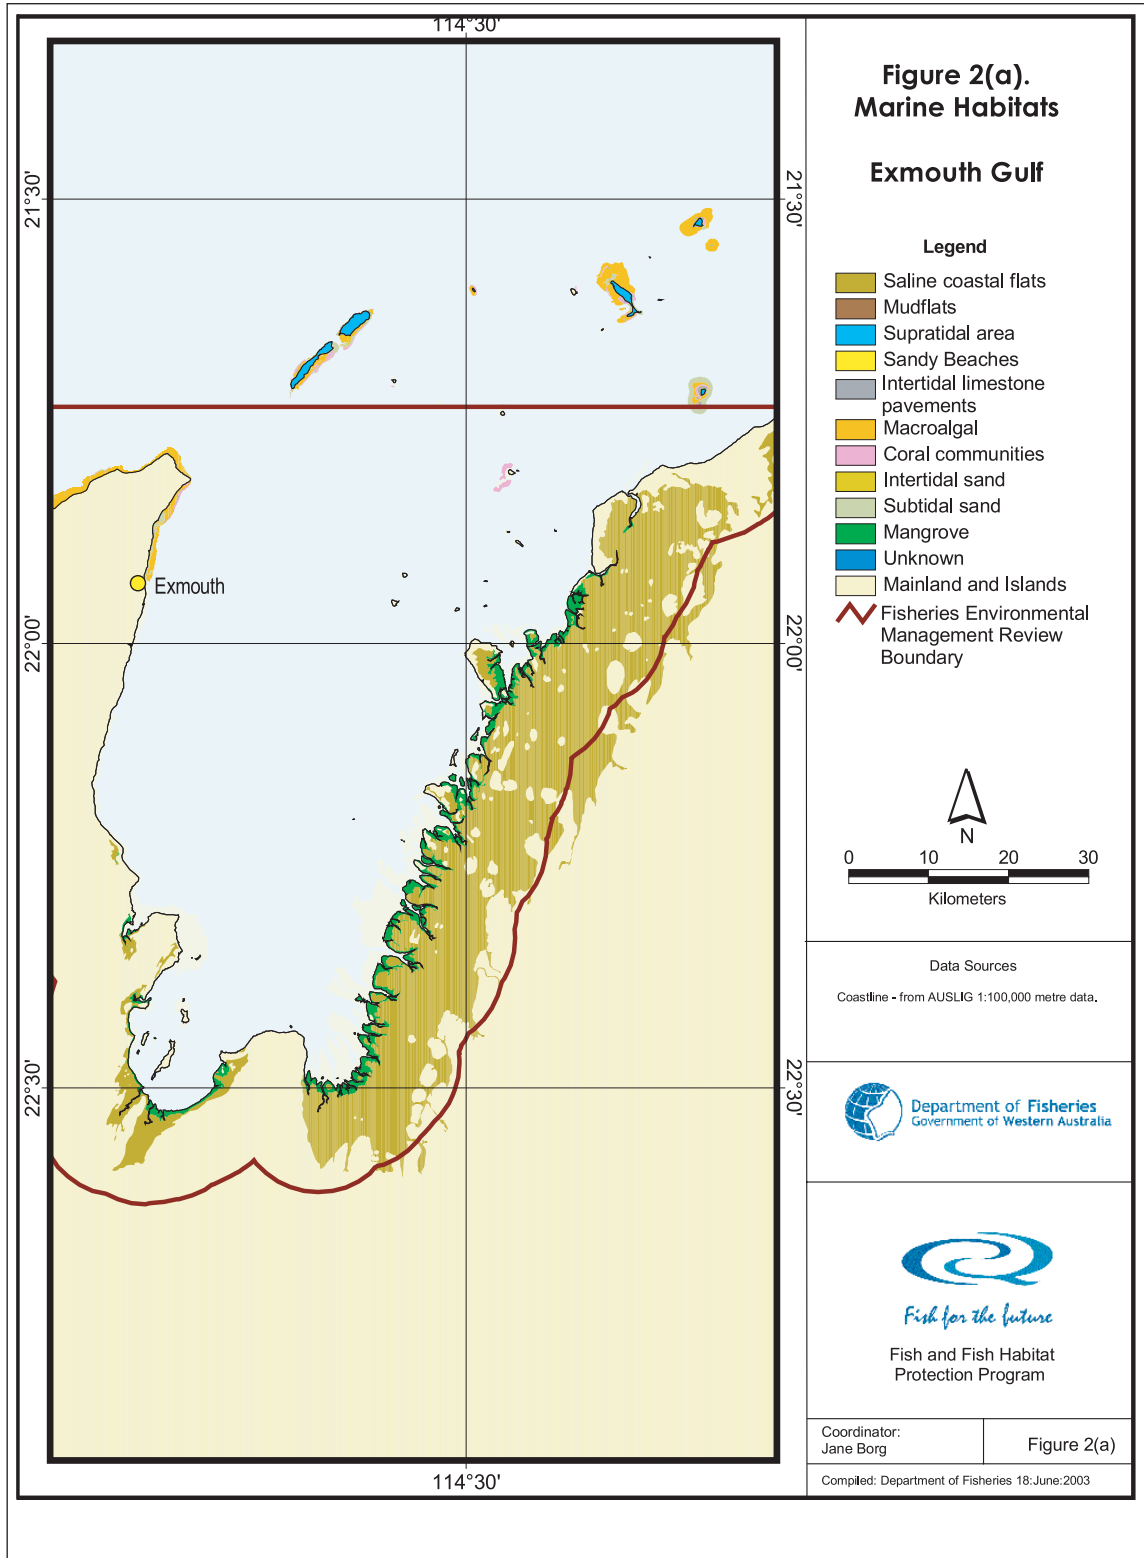 114°30'
21°30'
21°30'
22°00'
22°00'
22°30'
22°30'
114°30'
Exmouth
Figure 2(a).
Marine Habitats
Exmouth Gulf
Legend
Saline coastal flats
Mudflats
Supratidal area
Sandy Beaches
Intertidal limestone
pavements
Macroalgal
Coral communities
Intertidal sand
Subtidal sand
Mangrove
Unknown
Mainland and Islands
Fisheries Environmental
Management Review
Boundary
N
0 10 20 30
Kilometers
Data Sources
Coastline - from AUSLIG 1:100,000 metre data.
Department of Fisheries
Government of Western Australia
Fish for the future
Fish and Fish Habitat
Protection Program
Coordinator:
Jane Borg
Figure 2(a)
Compiled: Department of Fisheries 18:June:2003